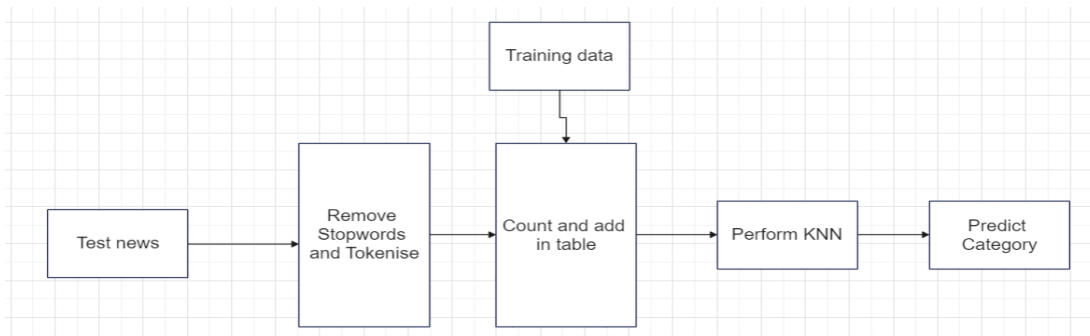 Training data
Test news
Remove
Stopwords
and Tokenise
Count and add
in table
Perform KNN
Predict
Category